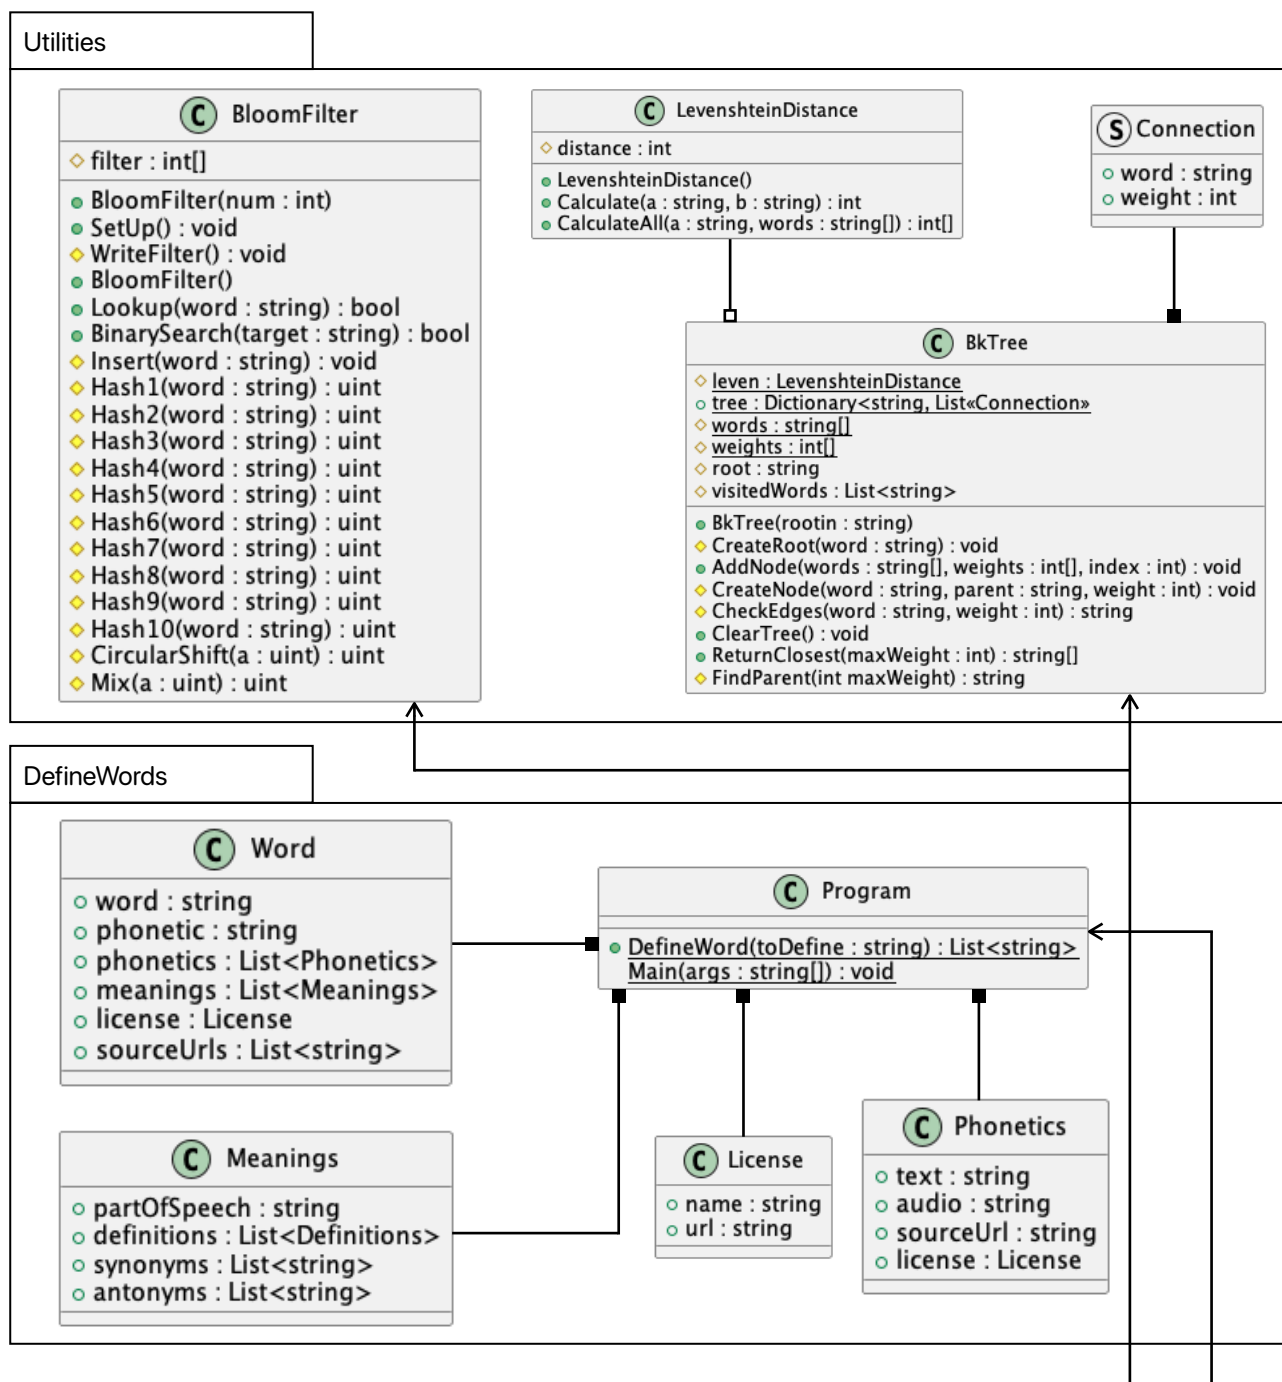 Utilities
C BloomFilter
filter : int[]
BloomFilter(num : int)
SetUp() : void
WriteFilter() : void
BloomFilter()
Lookup(word : string) : bool
BinarySearch(target : string) : bool
Insert(word : string) : void
Hash1(word : string) : uint
Hash2(word : string) : uint
Hash3(word : string) : uint
Hash4(word : string) : uint
Hash5(word : string) : uint
Hash6(word : string) : uint
Hash7(word : string) : uint
Hash8(word : string) : uint
Hash9(word : string) : uint
Hash10(word : string) : uint
CircularShift(a : uint) : uint
Mix(a : uint) : uint
C LevenshteinDistance
distance : int
LevenshteinDistance()
Calculate(a : string, b : string) : int
CalculateAll(a : string, words : string[]) : int[]
S Connection
word : string
weight : int
C BkTree
leven : LevenshteinDistance
tree : Dictionary<string, List«Connection»
words : string[]
weights : int[]
root : string
visitedWords : List<string>
BkTree(rootin : string)
CreateRoot(word : string) : void
AddNode(words : string[], weights : int[], index : int) : void
CreateNode(word : string, parent : string, weight : int) : void
CheckEdges(word : string, weight : int) : string
ClearTree() : void
ReturnClosest(maxWeight : int) : string[]
FindParent(int maxWeight) : string
DefineWords
C Word
word : string
phonetic : string
phonetics : List<Phonetics>
meanings : List<Meanings>
license : License
sourceUrls : List<string>
C Program
DefineWord(toDefine : string) : List<string>
Main(args : string[]) : void
C Meanings
partOfSpeech : string
definitions : List<Definitions>
synonyms : List<string>
antonyms : List<string>
C License
name : string
url : string
C Phonetics
text : string
audio : string
sourceUrl : string
license : License